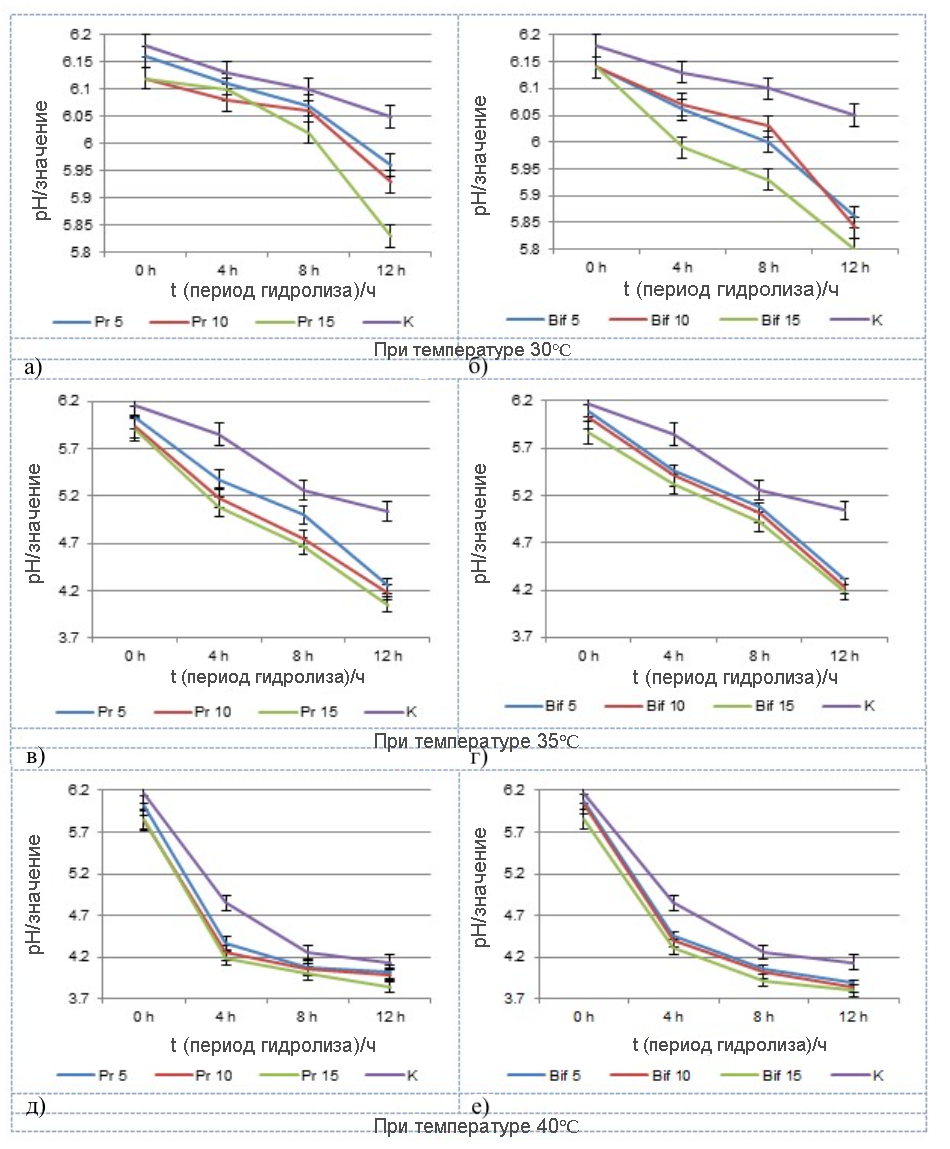 6.2
6.15
6.1
6.05
6
5.95
5.9
5.85
5.8
pH/значение
0 h 4 h 8 h 12 h
t (период гидролиза)/ч
Pr 5 Pr 10 Pr 15 K
6.2
6.15
6.1
6.05
6
5.95
5.9
5.85
5.8
pH/значение
0 h 4 h 8 h 12 h
t (период гидролиза)/ч
Bif 5 Bif 10 Bif 15 K
При температуре 30°C
а) б)
6.2
5.7
5.2
4.7
4.2
3.7
pH/значение
0 h 4 h 8 h 12 h
t (период гидролиза)/ч
Pr 5 Pr 10 Pr 15 K
6.2
5.7
5.2
4.7
4.2
3.7
pH/значение
0 h 4 h 8 h 12 h
t (период гидролиза)/ч
Bif 5 Bif 10 Bif 15 K
При температуре 35°C
в) г)
6.2
5.7
5.2
4.7
4.2
3.7
pH/значение
0 h 4 h 8 h 12 h
t (период гидролиза)/ч
Pr 5 Pr 10 Pr 15 K
6.2
5.7
5.2
4.7
4.2
3.7
pH/значение
0 h 4 h 8 h 12 h
t (период гидролиза)/ч
Bif 5 Bif 10 Bif 15 K
д) е)
При температуре 40°C